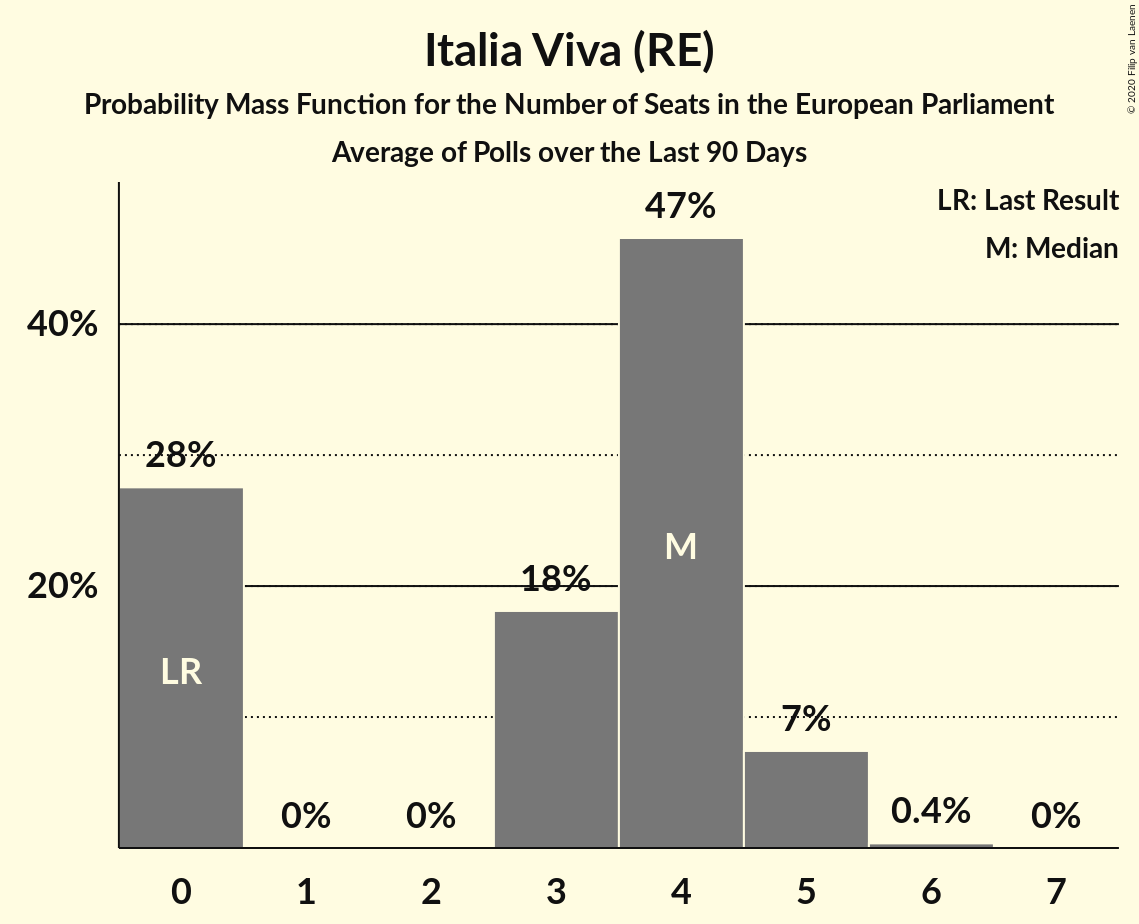 Italia Viva (RE)
Probability Mass Function for the Number of Seats in the European Parliament
Average of Polls over the Last 90 Days
© 2020 Filip van Laenen
LR: Last Result
M: Median
40%
20%
28%
0%
0%
18%
47%
7%
0.4%
0%
LR
M
0 1 2 3 4 5 6 7